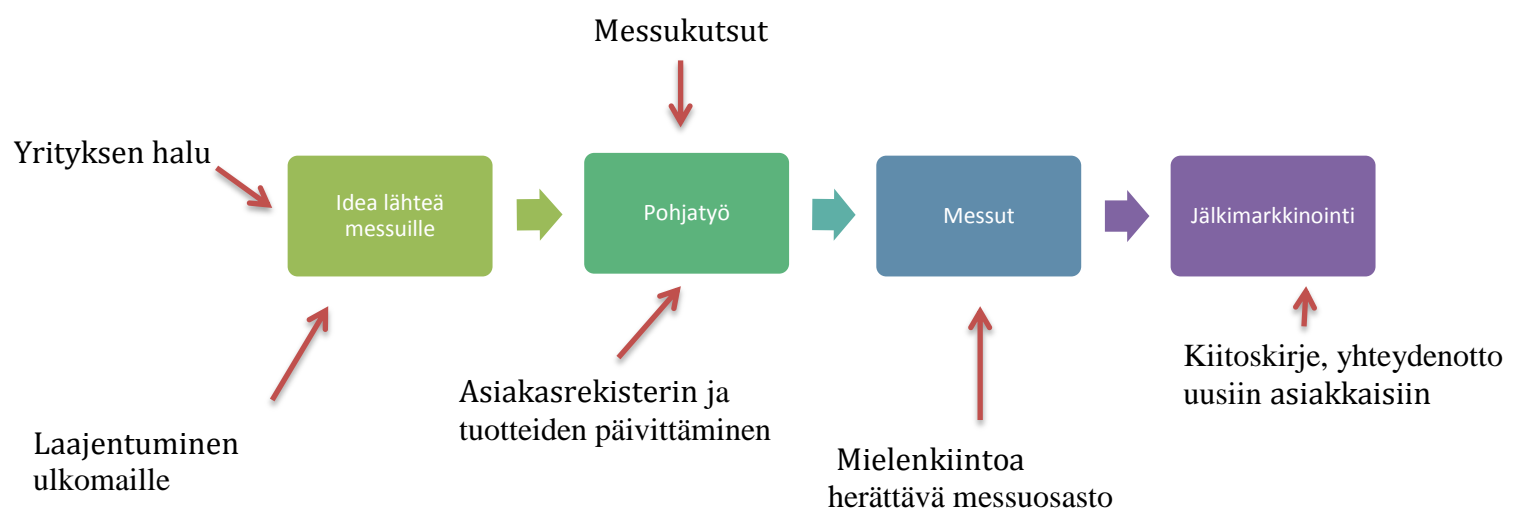 Messukutsut
Yrityksen halu
Idea lähteä
messuille
Pohjatyö
Messut
Jälkimarkkinointi
Laajentuminen
ulkomaille
Asiakasrekisterin ja
tuotteiden päivittäminen
Mielenkiintoa
herättävä messuosasto
Kiitoskirje, yhteydenotto
uusiin asiakkaisiin